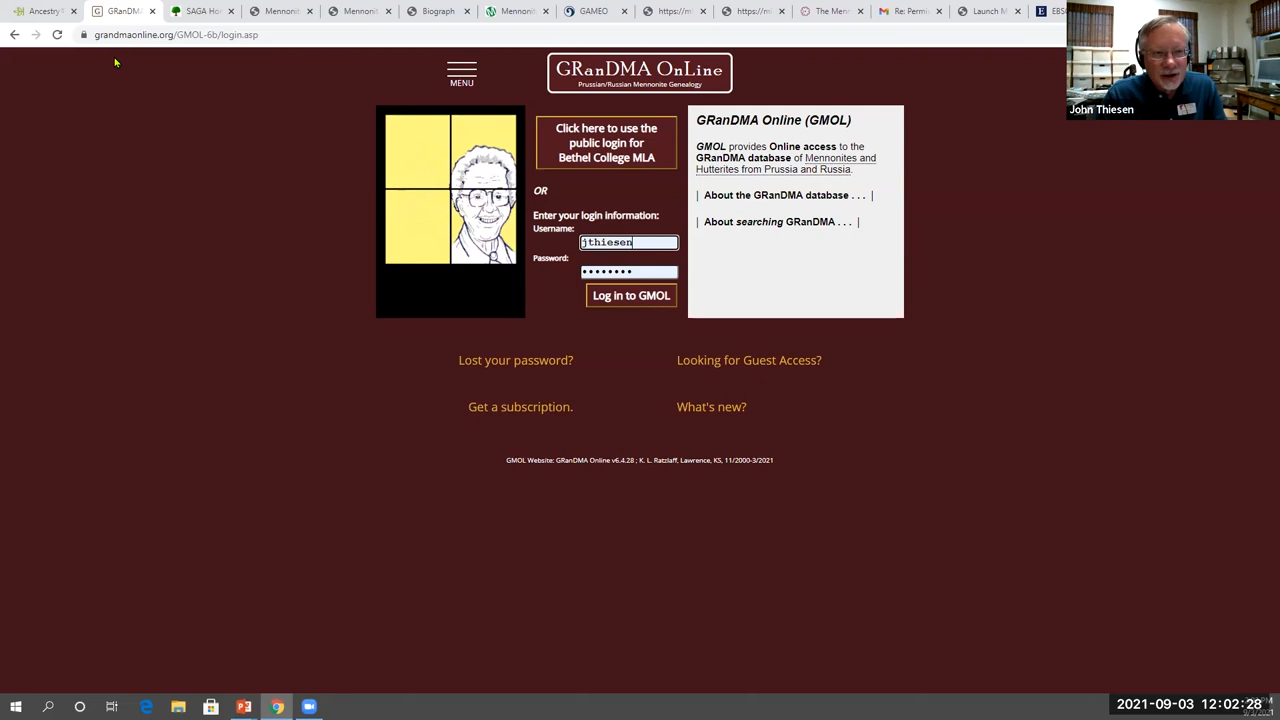 Ancestry
GRanDMA
SAGA Ho
Mennonit
Mennonit
Biograph
Mennonit
GAMEO
https://m
https://m
The Menn
Re: Permi
Launch M
EBS
grandmaonline.org/GMOL-6b/login.asp
MENU
GRanDMA OnLine
Prussian/Russian Mennonite Genealogy
Click here to use the
public login for
Bethel College MLA
OR
Enter your login information:
Username:
jthiesen
Password:
••••••••
Log in to GMOL
GRanDMA Online (GMOL)
GMOL provides Online access to the
GRanDMA database of Mennonites and
Hutterites from Prussia and Russia.
| About the GRanDMA database . . . |
| About searching GRanDMA . . . |
Lost your password?
Looking for Guest Access?
Get a subscription.
What's new?
GMOL Website: GRanDMA Online v6.4.28 ; K. L. Ratzlaff, Lawrence, KS, 11/2000-3/2021
John Thiesen
2021-09-03 12:02:28